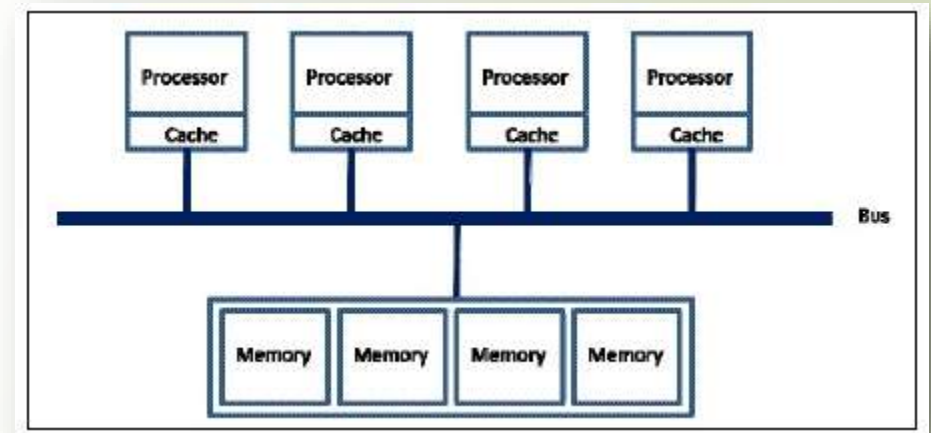 Processor Processor Processor Processor
Cache Cache Cache Cache
Bus
Memory Memory Memory Memory